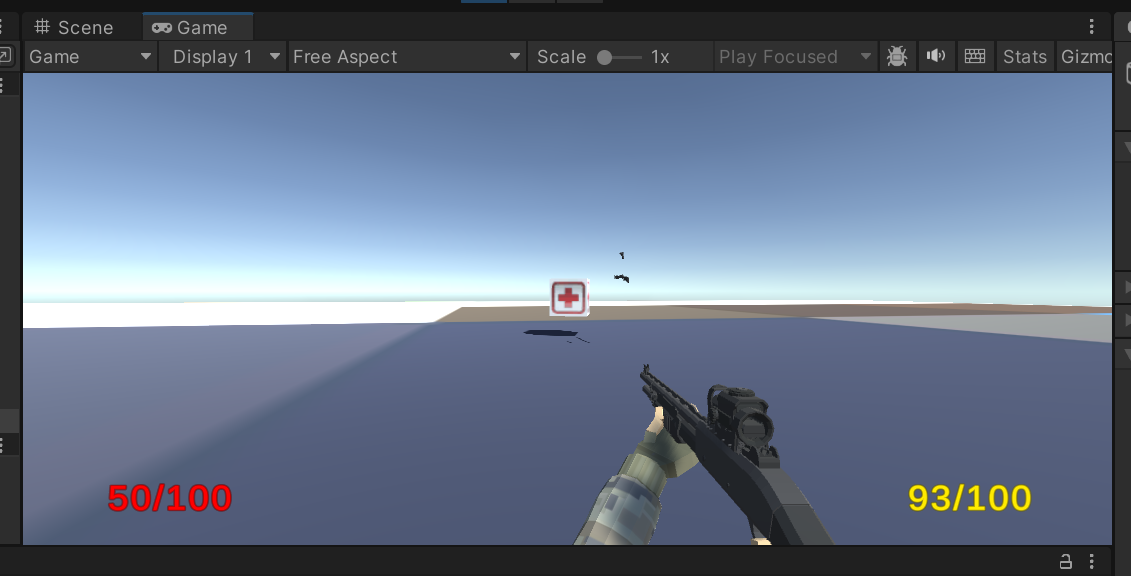 Scene Game
Game Display 1 Free Aspect Scale 1x Play Focused Stats Gizmo
50/100 93/100